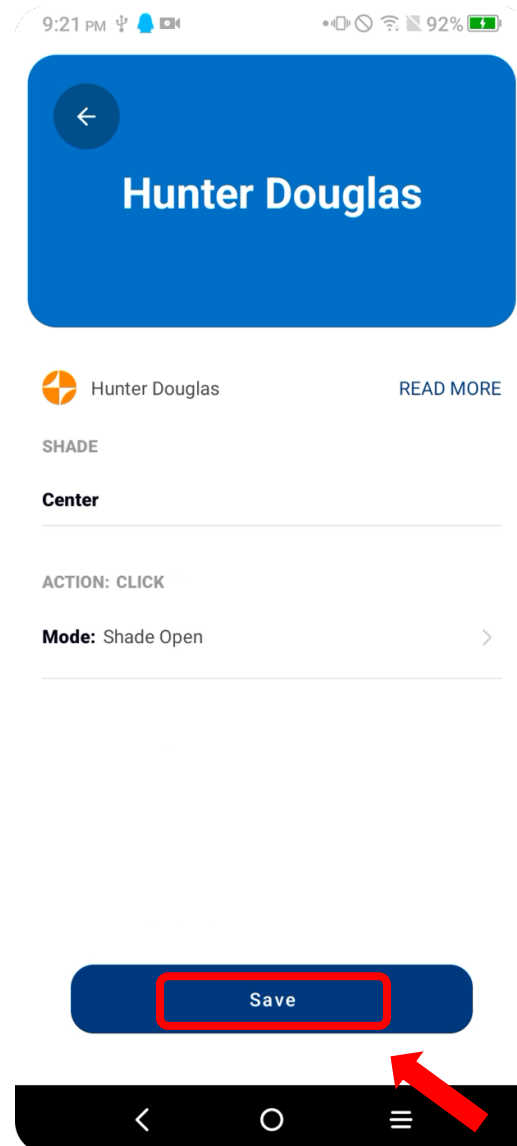 9:21 PM 92%
Hunter Douglas
Hunter Douglas READ MORE
SHADE
Center
ACTION: CLICK
Mode: Shade Open
Save